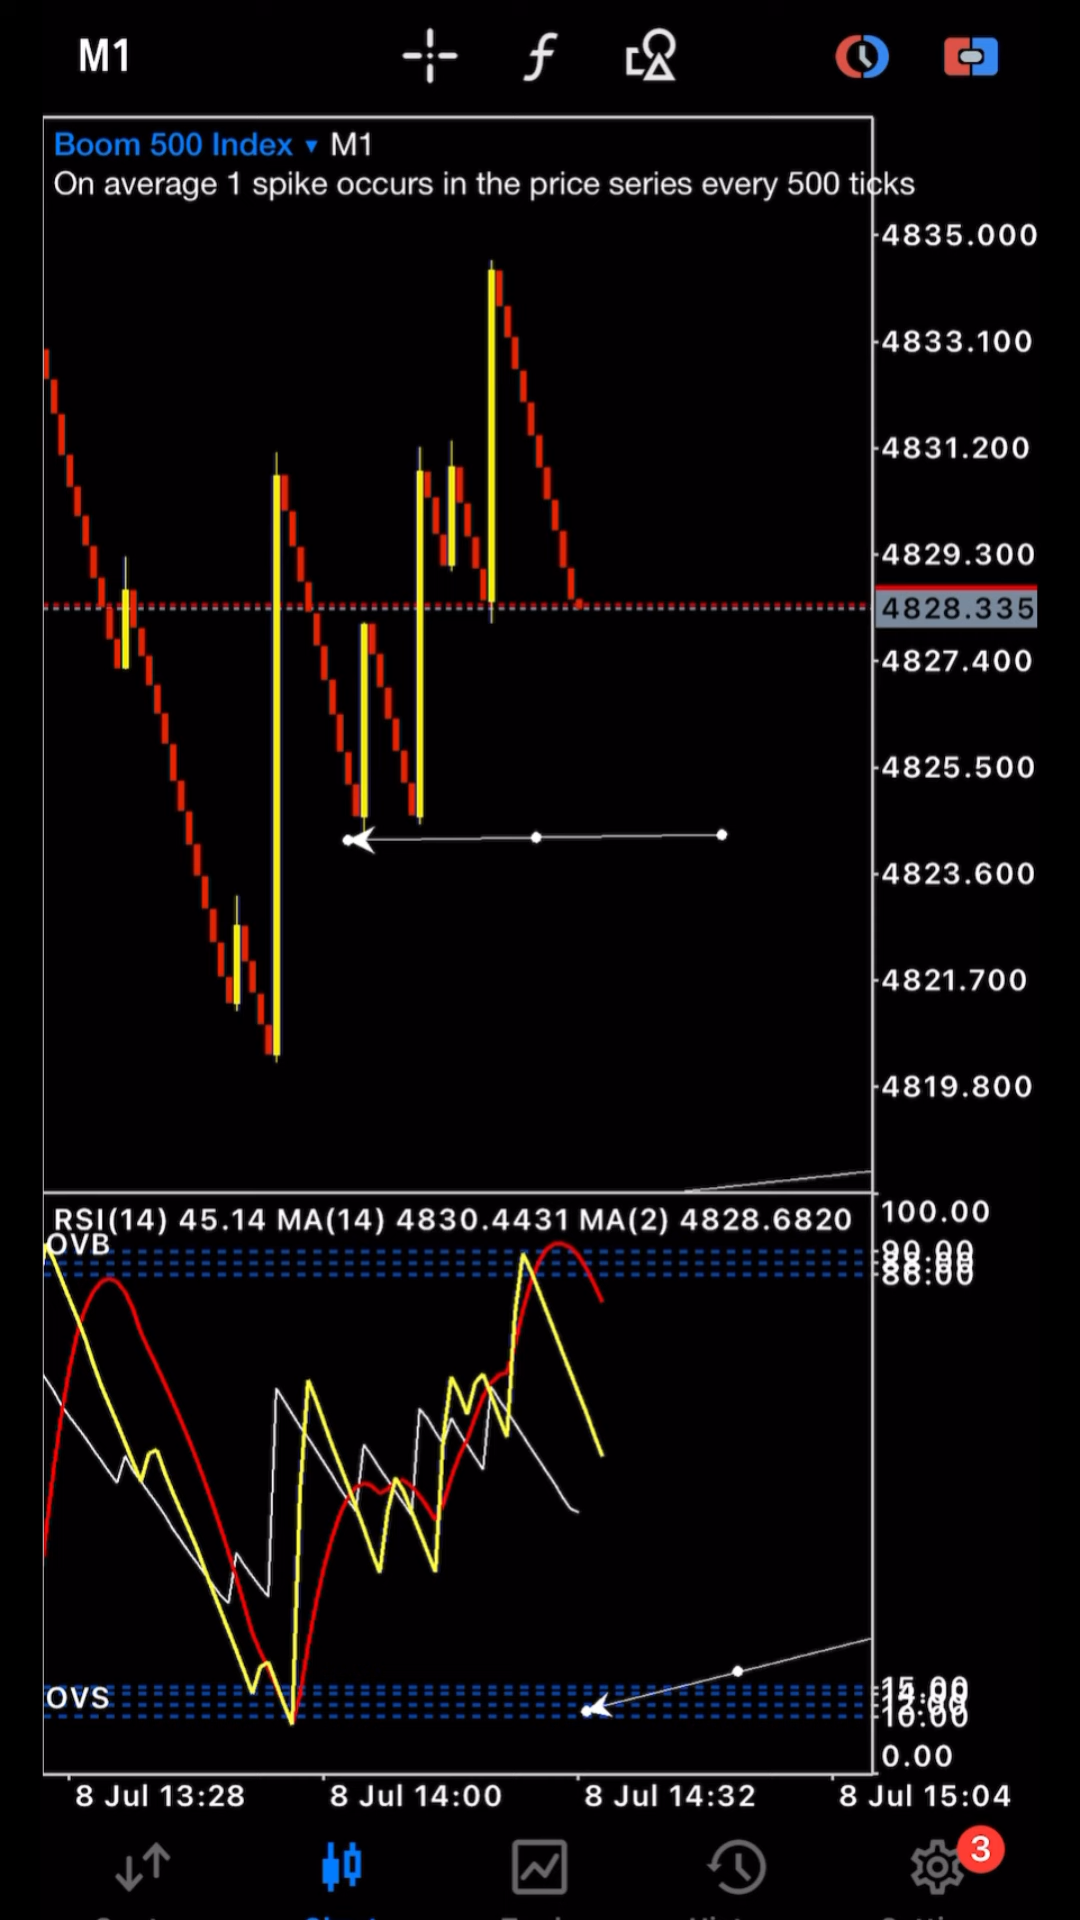 M1
Boom 500 Index ▾ M1
On average 1 spike occurs in the price series every 500 ticks
4835.000
4833.100
4831.200
4829.300
4828.335
4827.400
4825.500
4823.600
4821.700
4819.800
RSI(14) 45.14 MA(14) 4830.4431 MA(2) 4828.6820
100.00
OVB
90.00
86:00
OVS
15.00
10:00
0.00
8 Jul 13:28
8 Jul 14:00
8 Jul 14:32
8 Jul 15:04
3